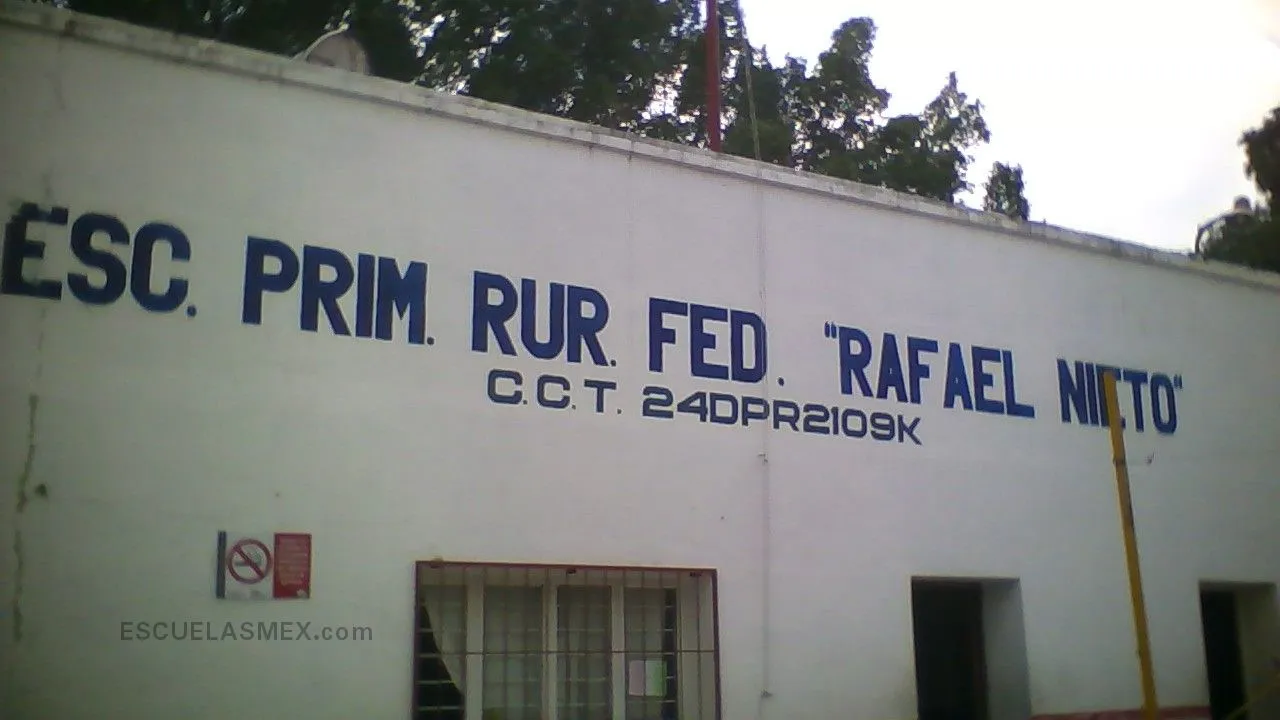 ESC. PRIM. RUR. FED. "RAFAEL NIETO"
C.C.T. 24DPR2109K
ESCUELASMEX.com